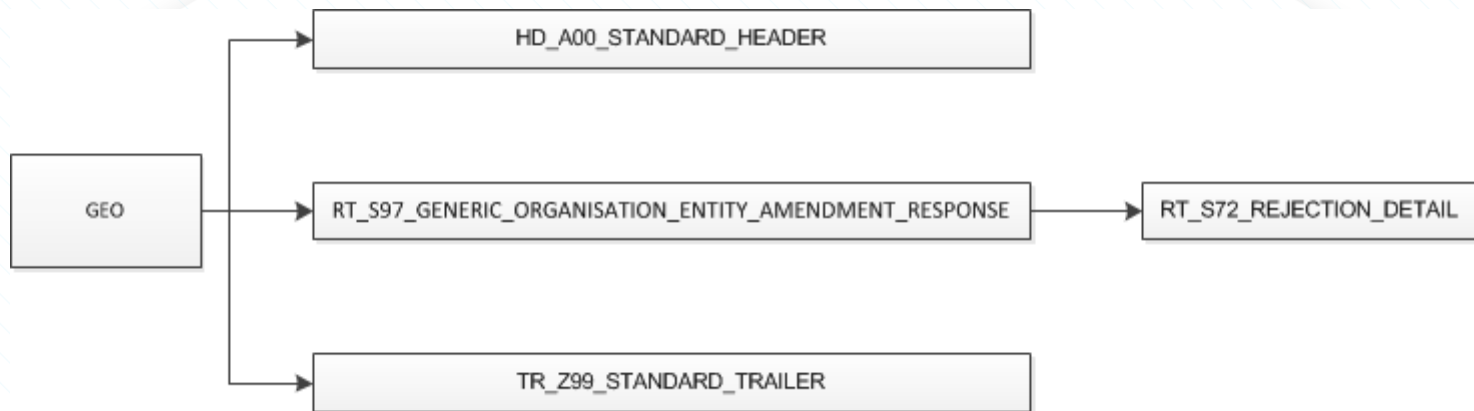 HD_A00_STANDARD_HEADER
GEO
RT_S97_GENERIC_ORGANISATION_ENTITY_AMENDMENT_RESPONSE
RT_S72_REJECTION_DETAIL
TR_Z99_STANDARD_TRAILER